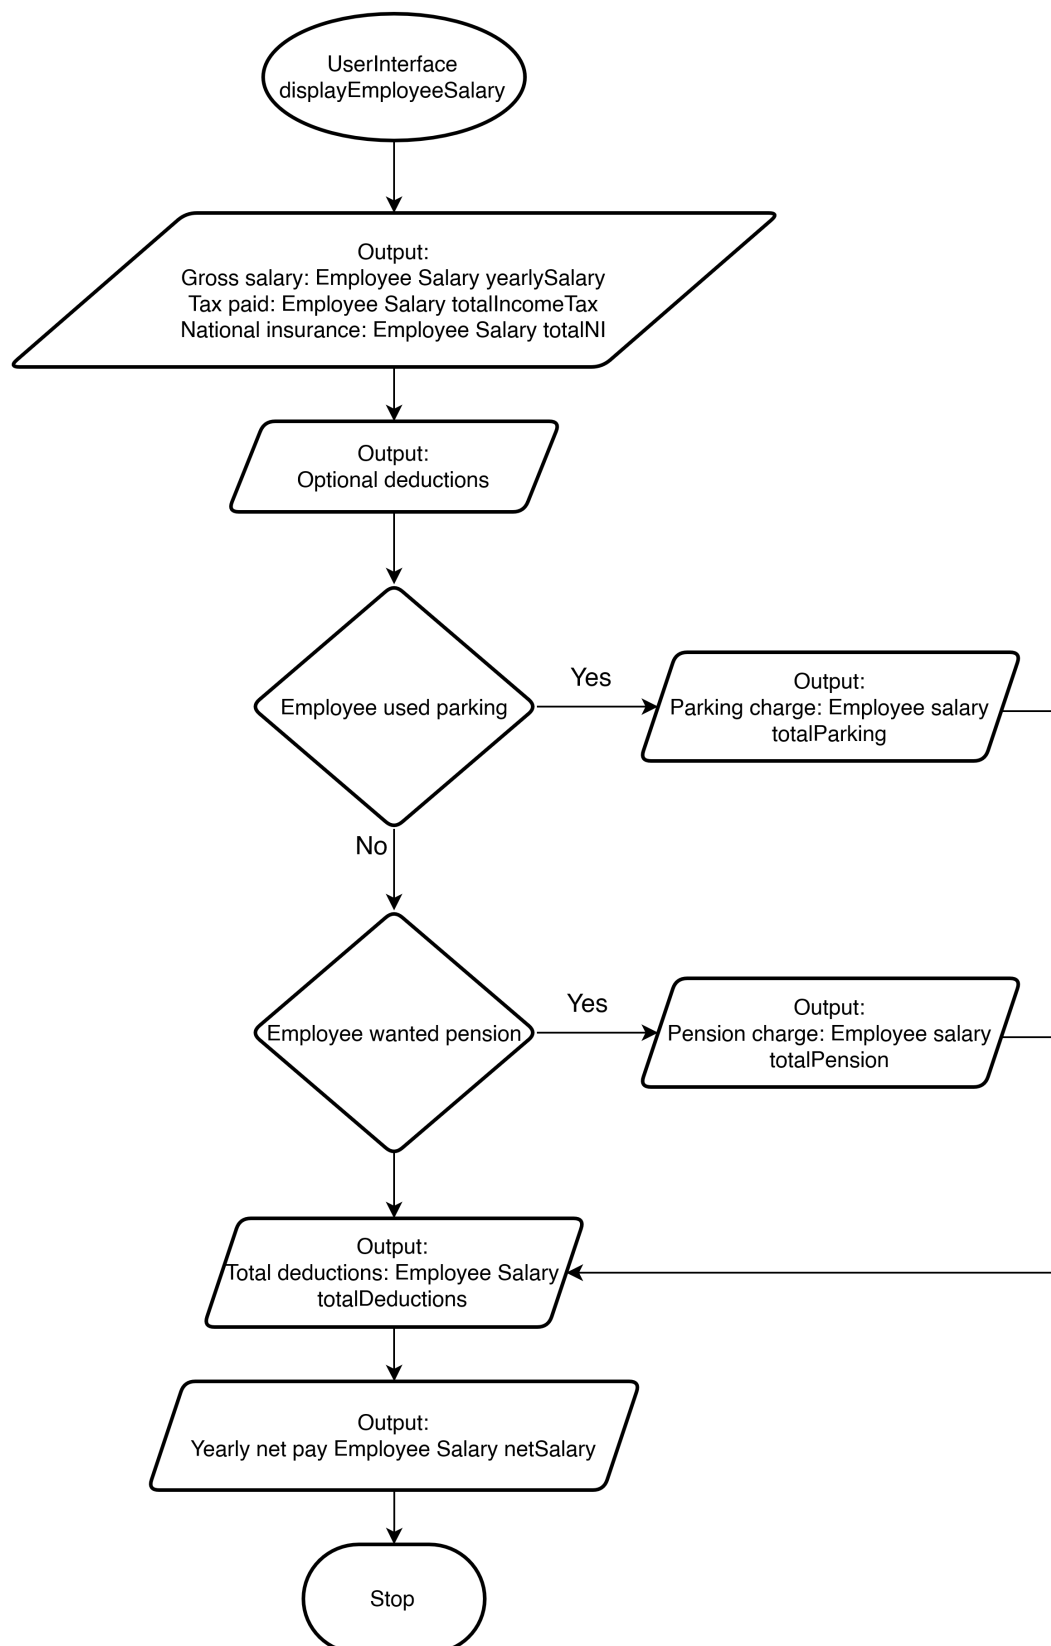 UserInterface
displayEmployeeSalary
Output:
Gross salary: Employee Salary yearlySalary
Tax paid: Employee Salary totalIncomeTax
National insurance: Employee Salary totalNI
Output:
Optional deductions
Employee used parking
Yes
Output:
Parking charge: Employee salary
totalParking
No
Employee wanted pension
Yes
Output:
Pension charge: Employee salary
totalPension
Output:
Total deductions: Employee Salary
totalDeductions
Output:
Yearly net pay Employee Salary netSalary
Stop